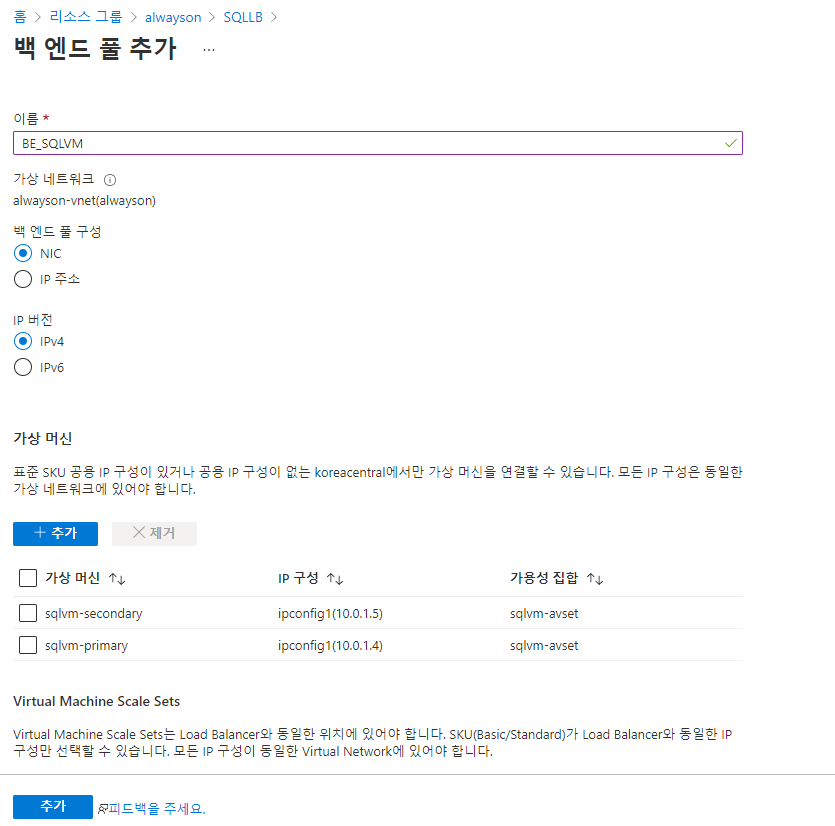 홈 > 리소스 그룹 > alwayson > SQLLB >
백 엔드 풀 추가 ...
이름 *
BE_SQLVM
가상 네트워크
alwayson-vnet(alwayson)
백 엔드 풀 구성
NIC
IP 주소
IP 버전
IPv4
IPv6
가상 머신
표준 SKU 공용 IP 구성이 있거나 공용 IP 구성이 없는 koreacentral에서만 가상 머신을 연결할 수 있습니다. 모든 IP 구성은 동일한
가상 네트워크에 있어야 합니다.
+ 추가 × 제거
가상 머신 ↑↓ IP 구성 ↑↓ 가용성 집합 ↑↓
sqlvm-secondary ipconfig1(10.0.1.5) sqlvm-avset
sqlvm-primary ipconfig1(10.0.1.4) sqlvm-avset
Virtual Machine Scale Sets
Virtual Machine Scale Sets는 Load Balancer와 동일한 위치에 있어야 합니다. SKU(Basic/Standard)가 Load Balancer와 동일한 IP
구성만 선택할 수 있습니다. 모든 IP 구성이 동일한 Virtual Network에 있어야 합니다.
추가 피드백을 주세요.